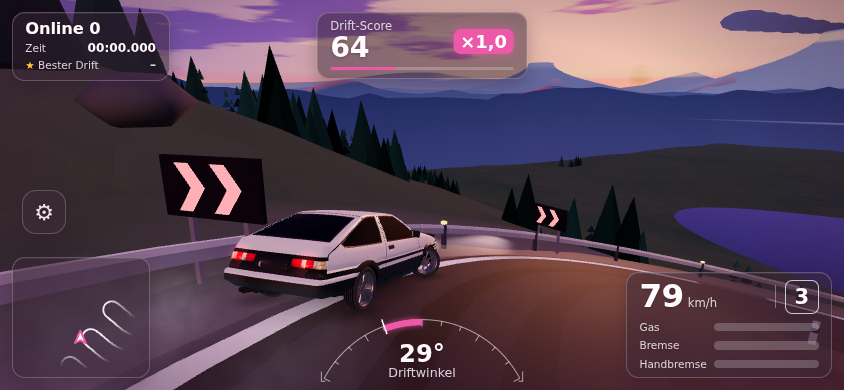 Online 0
Zeit 00:00.000
★ Bester Drift –
Drift-Score
64
×1,0
29°
Driftwinkel
79 km/h
3
Gas
Bremse
Handbremse